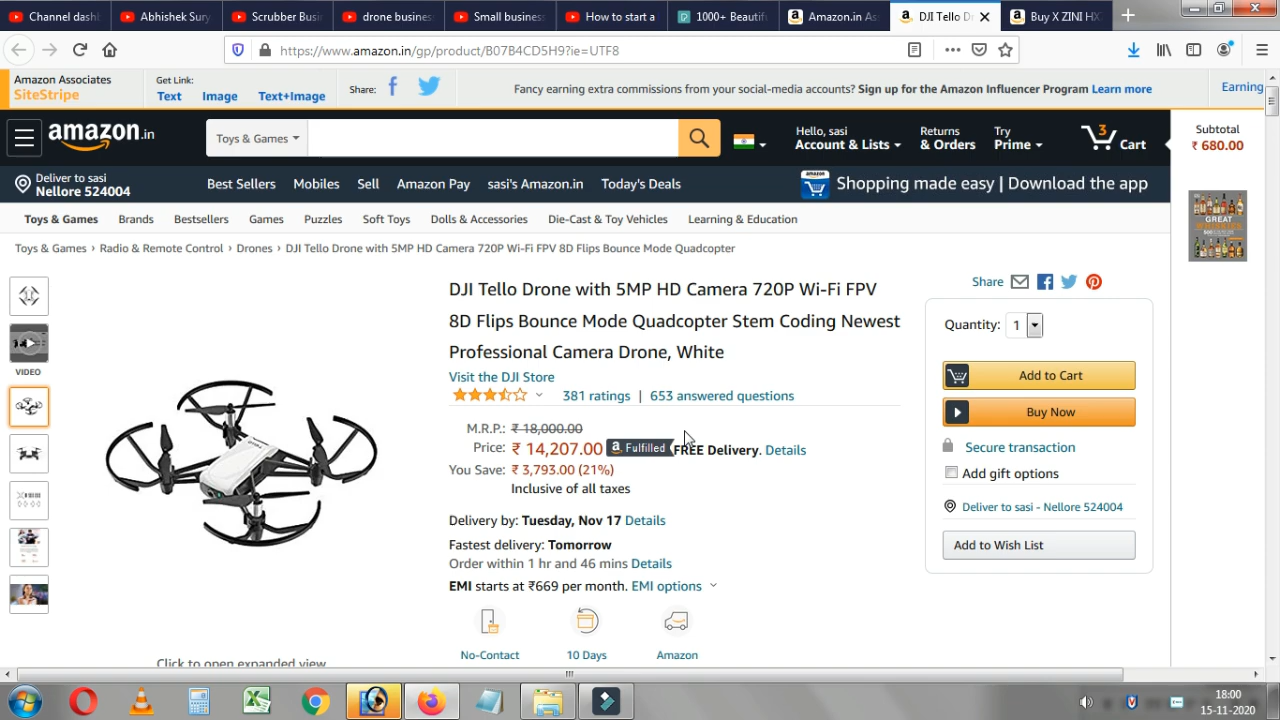 Channel dash
Abhishek Sury
Scrubber Busi
drone busines
Small business
How to start a
1000+ Beautif
Amazon.in As
DJI Tello D
Buy X ZINI HX
https://www.amazon.in/gp/product/B07B4CD5H9?ie=UTF8
Amazon Associates
SiteStripe
Get Link:
Text
Image
Text+Image
Share:
Fancy earning extra commissions from your social-media accounts? Sign up for the Amazon Influencer Program Learn more
Earning
amazon.in
Toys & Games
Hello, sasi
Account & Lists
Returns
& Orders
Try
Prime
3
Cart
Subtotal
₹ 680.00
Deliver to sasi
Nellore 524004
Best Sellers
Mobiles
Sell
Amazon Pay
sasi's Amazon.in
Today's Deals
Shopping made easy | Download the app
Toys & Games
Brands
Bestsellers
Games
Puzzles
Soft Toys
Dolls & Accessories
Die-Cast & Toy Vehicles
Learning & Education
Toys & Games › Radio & Remote Control › Drones › DJI Tello Drone with 5MP HD Camera 720P Wi-Fi FPV 8D Flips Bounce Mode Quadcopter
GREAT
VIDEO
Click to open expanded view
DJI Tello Drone with 5MP HD Camera 720P Wi-Fi FPV
8D Flips Bounce Mode Quadcopter Stem Coding Newest
Professional Camera Drone, White
Visit the DJI Store
381 ratings | 653 answered questions
M.R.P.: ₹ 18,000.00
Price: ₹ 14,207.00 a Fulfilled FREE Delivery. Details
You Save: ₹ 3,793.00 (21%)
Inclusive of all taxes
Delivery by: Tuesday, Nov 17 Details
Fastest delivery: Tomorrow
Order within 1 hr and 46 mins Details
EMI starts at ₹669 per month. EMI options
No-Contact
10 Days
Amazon
Share
Quantity: 1
Add to Cart
Buy Now
Secure transaction
Add gift options
Deliver to sasi - Nellore 524004
Add to Wish List
18:00
15-11-2020